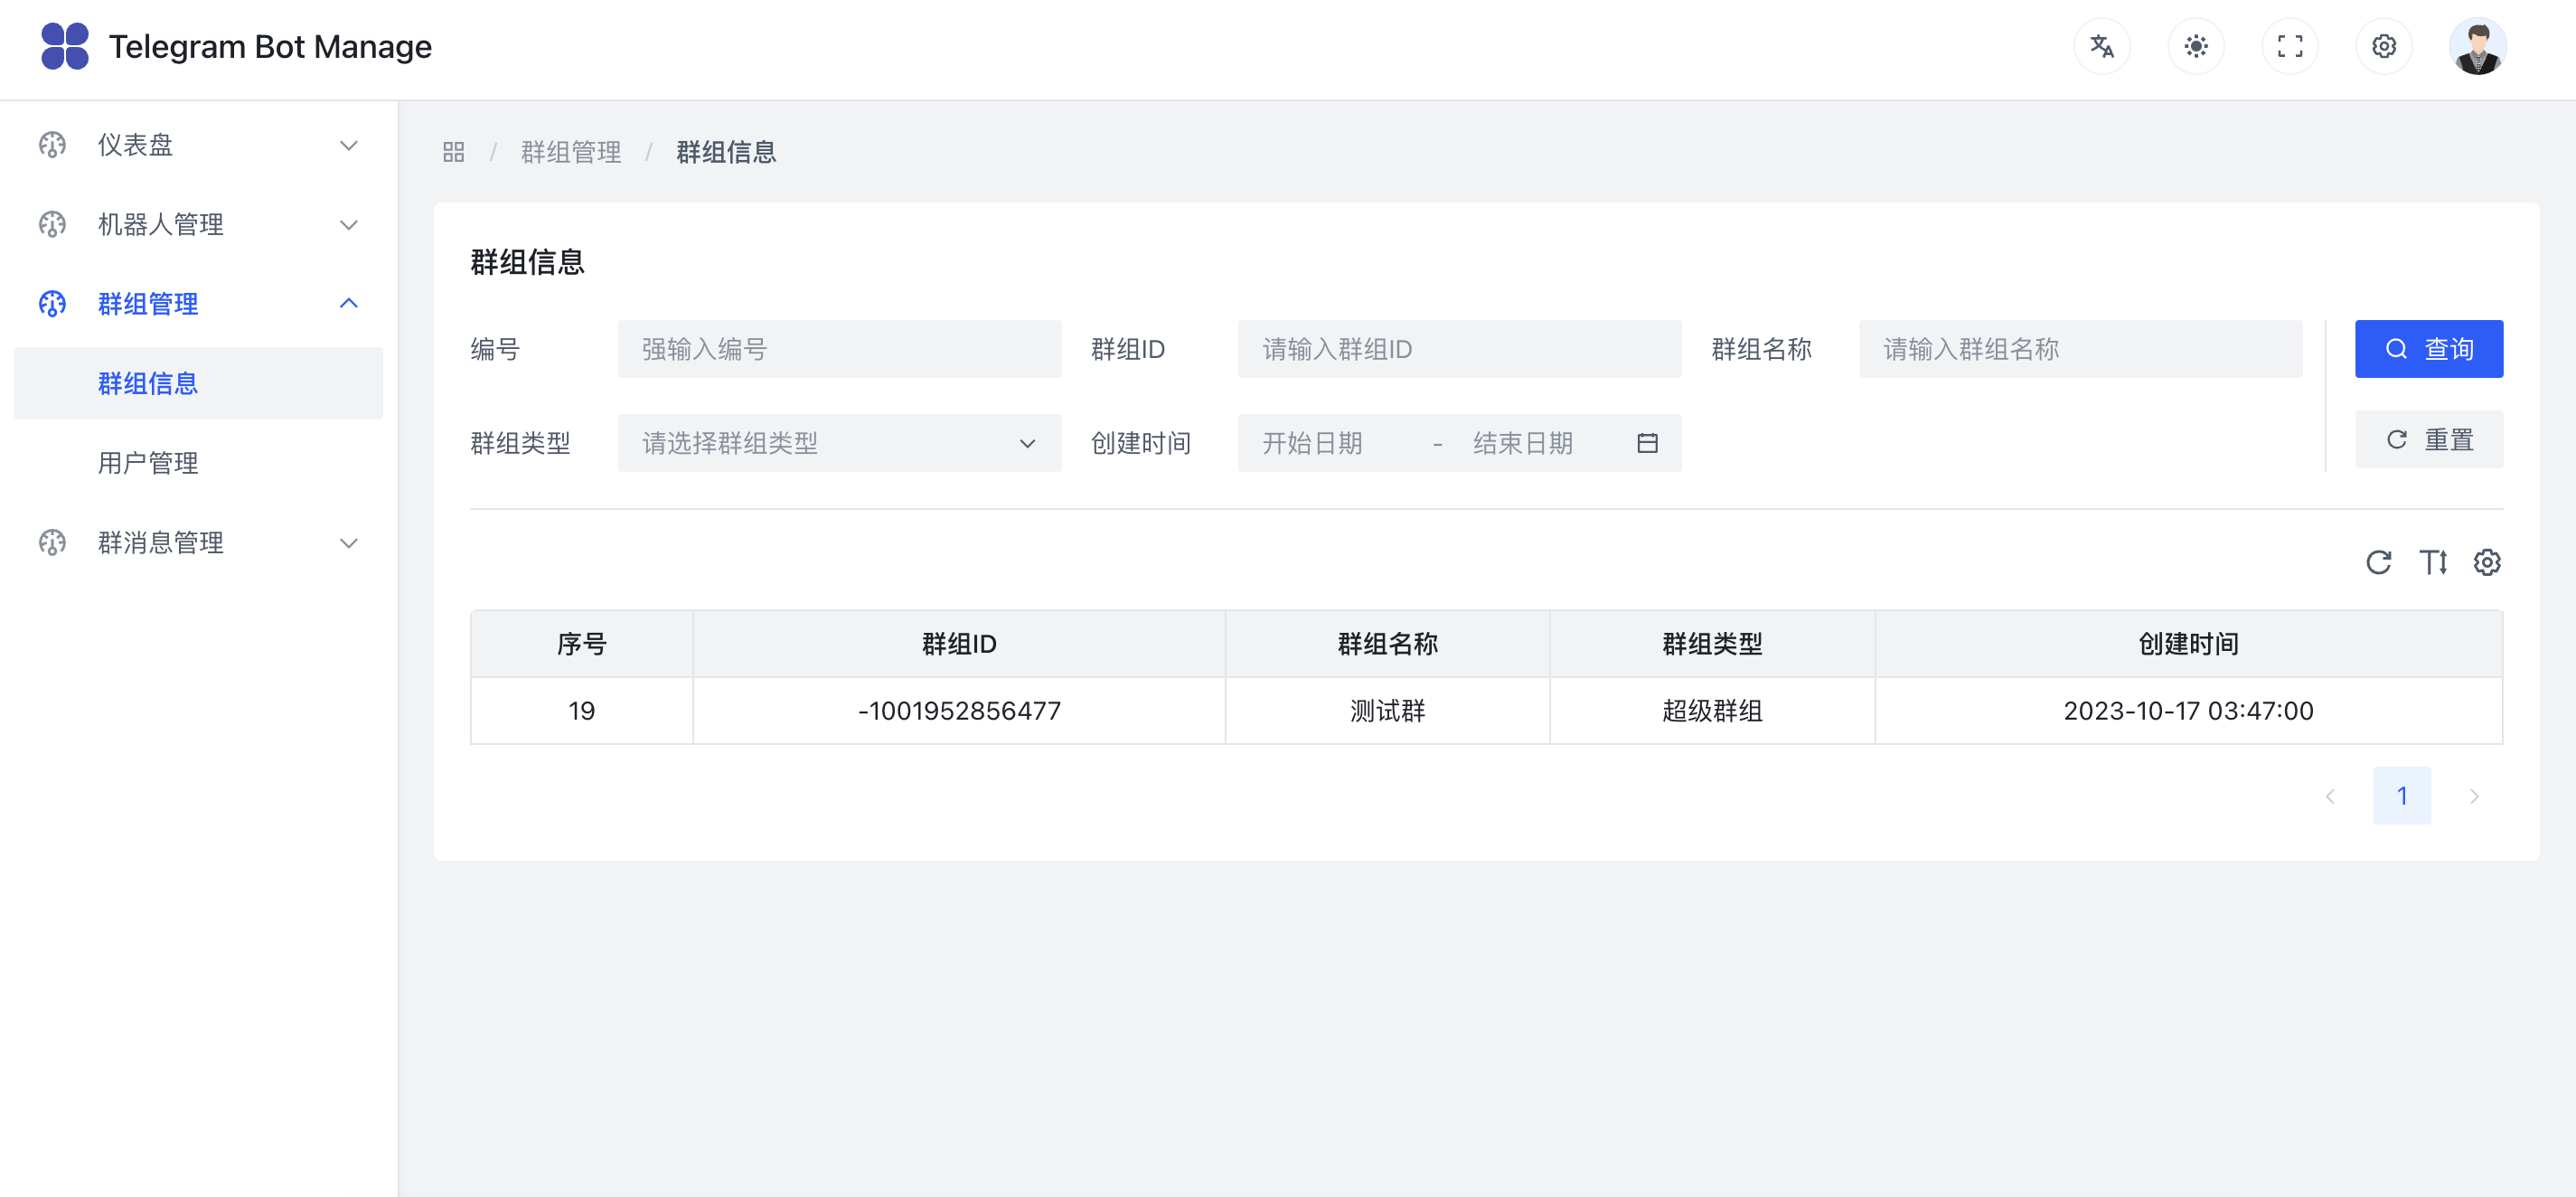 Telegram Bot Manage
仪表盘
机器人管理
群组管理
群组信息
用户管理
群消息管理
/ 群组管理 / 群组信息
群组信息
编号 强输入编号 群组ID 请输入群组ID 群组名称 请输入群组名称 查询
群组类型 请选择群组类型 创建时间 开始日期 - 结束日期 重置
序号 群组ID 群组名称 群组类型 创建时间
19 -1001952856477 测试群 超级群组 2023-10-17 03:47:00
1